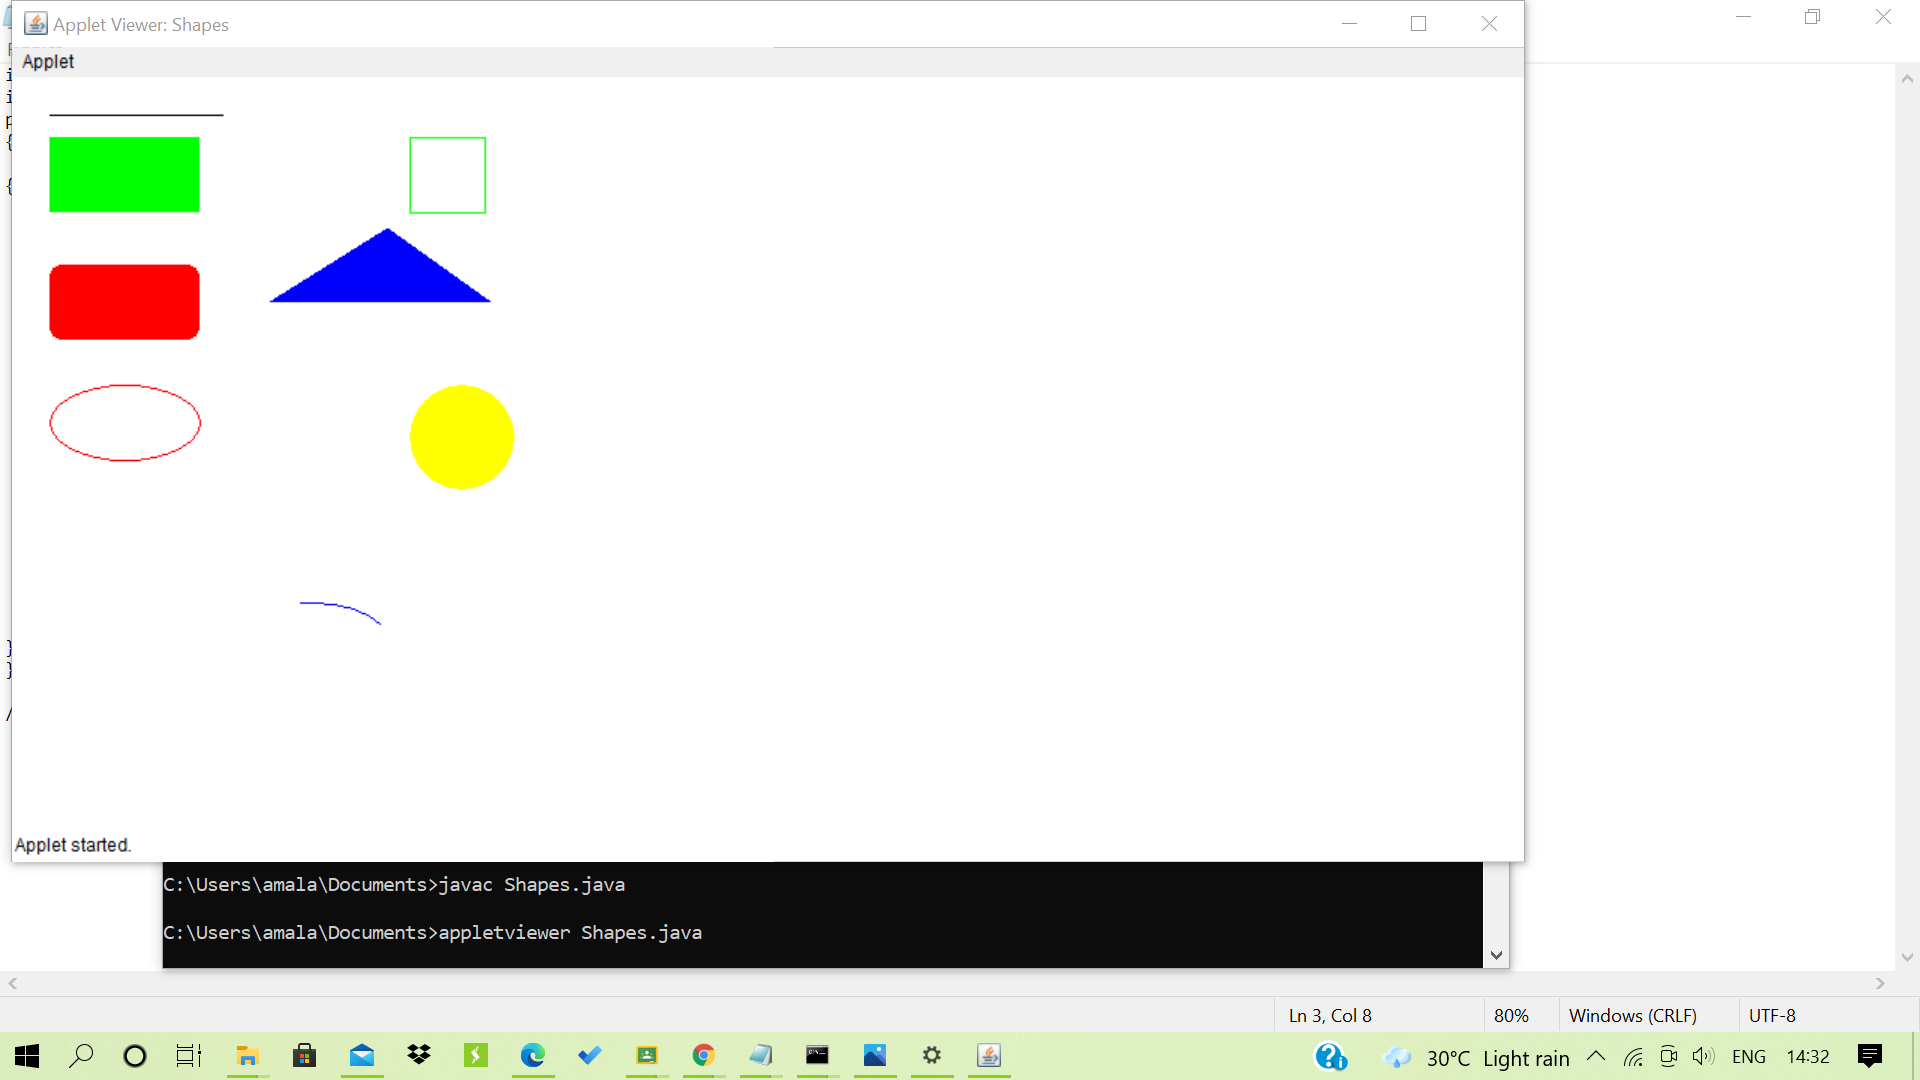 Applet Viewer: Shapes
Applet
i
i
p
{
{
}
}
/
Applet started.
C:\Users\amala\Documents>javac Shapes.java
C:\Users\amala\Documents>appletviewer Shapes.java
Ln 3, Col 8
80%
Windows (CRLF)
UTF-8
30°C Light rain
ENG
14:32